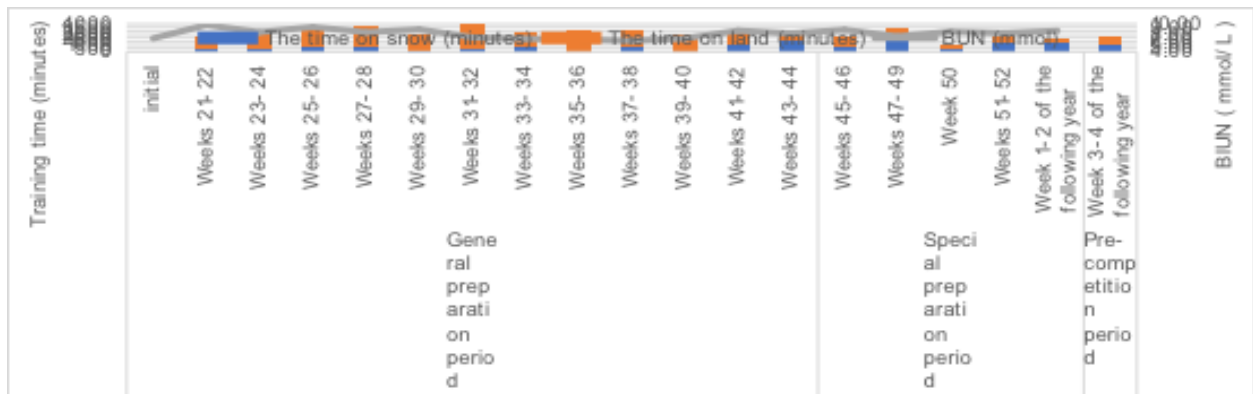 Training time (minutes)
The time on snow (minutes)
The time on land (minutes)
BUN (mmol)
BIUN ( mmol/ L )
initial
Weeks 21- 22
Weeks 23- 24
Weeks 25- 26
Weeks 27- 28
Weeks 29- 30
Weeks 31- 32
Weeks 33- 34
Weeks 35- 36
Weeks 37- 38
Weeks 39- 40
Weeks 41- 42
Weeks 43- 44
Weeks 45- 46
Weeks 47- 49
Week 50
Weeks 51- 52
Week 1- 2 of the
following year
Week 3- 4 of the
following year
Gene
ral
prep
arati
on
perio
d
Speci
al
prep
arati
on
perio
d
Pre-
comp
etitio
n
perio
d